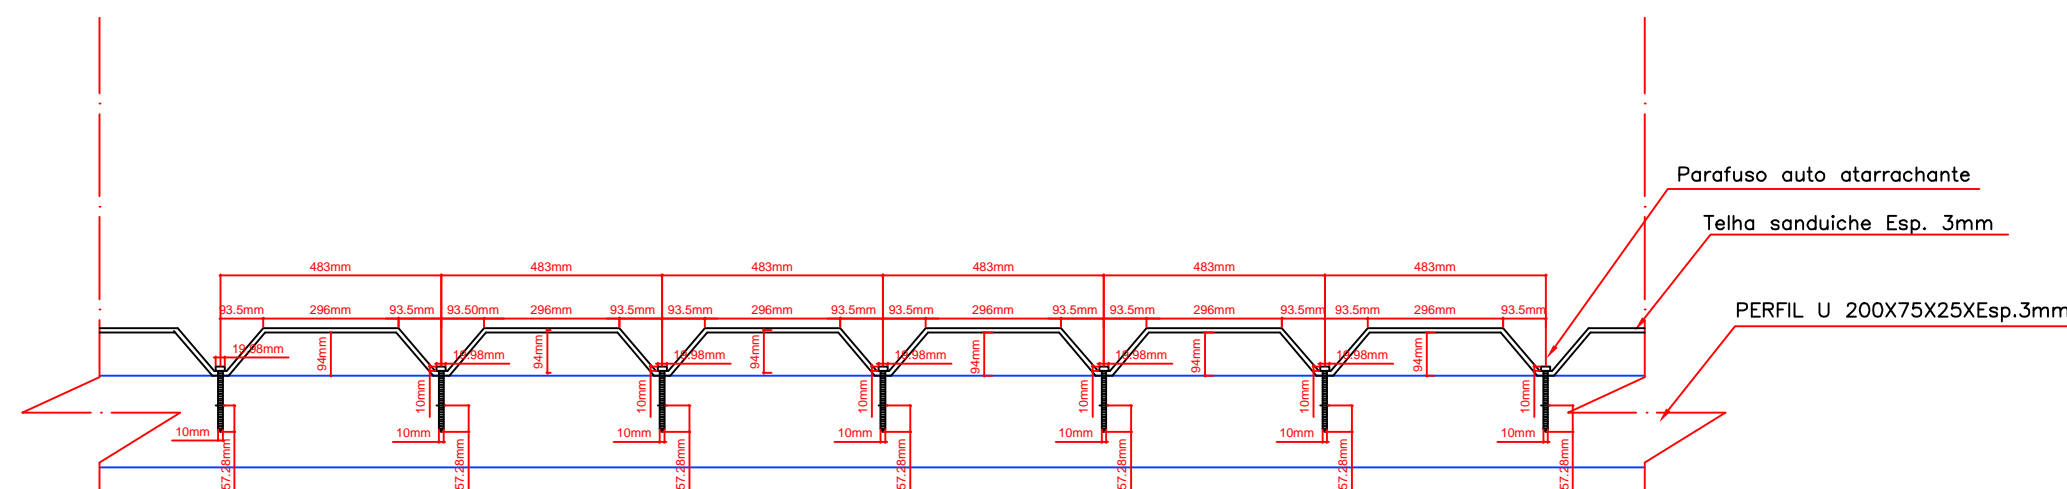 Parafuso auto atarrachante
Telha sanduiche Esp. 3mm
483mm 483mm 483mm 483mm 483mm 483mm
PERFIL U 200X75X25XEsp.3mm
93.5mm 296mm 93.5mm 93.50mm 296mm 93.5mm 93.5mm 296mm 93.5mm 93.5mm 296mm 93.5mm 93.5mm 296mm 93.5mm 93.5mm 296mm 93.5mm
19.98mm 94mm 19.98mm 94mm 19.98mm 94mm 19.98mm 94mm 19.98mm 94mm 19.98mm 94mm
10mm 10mm 10mm 10mm 10mm 10mm
10mm 10mm 10mm 10mm 10mm 10mm 10mm
57.28mm 57.28mm 57.28mm 57.28mm 57.28mm 57.28mm 57.28mm